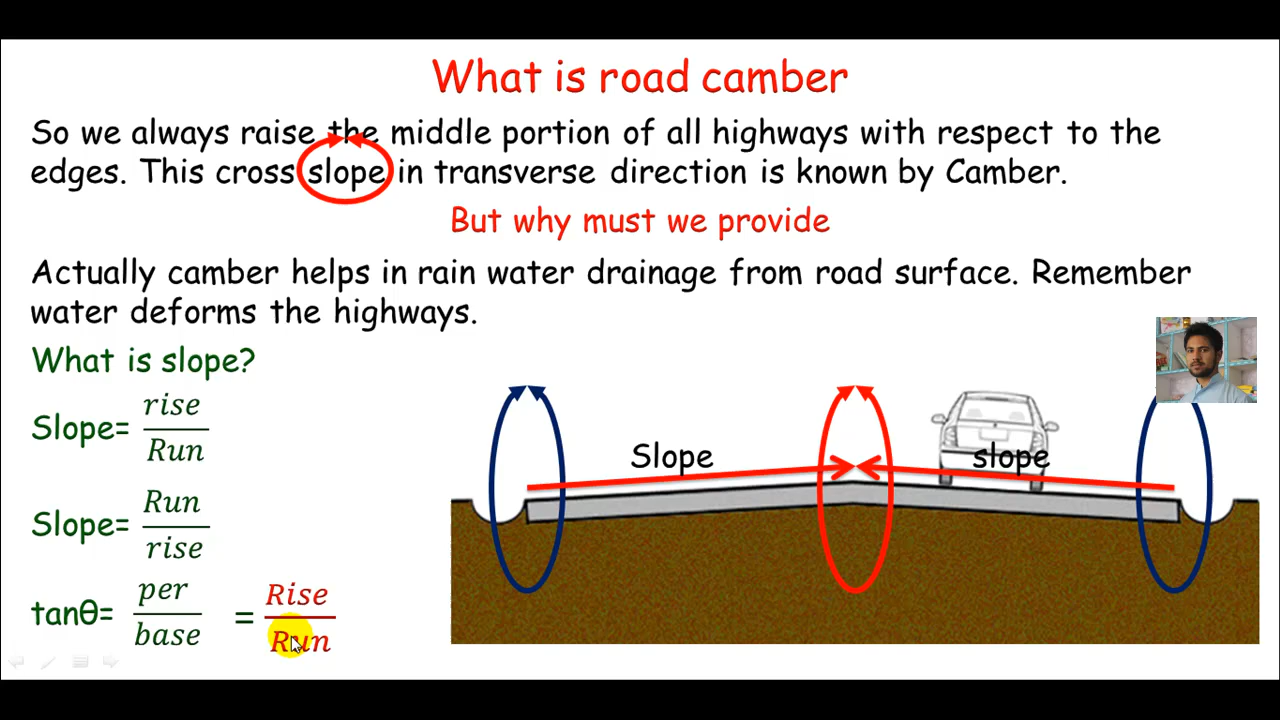 What is road camber
So we always raise the middle portion of all highways with respect to the
edges. This cross slope in transverse direction is known by Camber.
But why must we provide
Actually camber helps in rain water drainage from road surface. Remember
water deforms the highways.
What is slope?
Slope= rise
Run
Slope= Run
rise
tanθ= per
base
= Rise
Run
Slope
slope